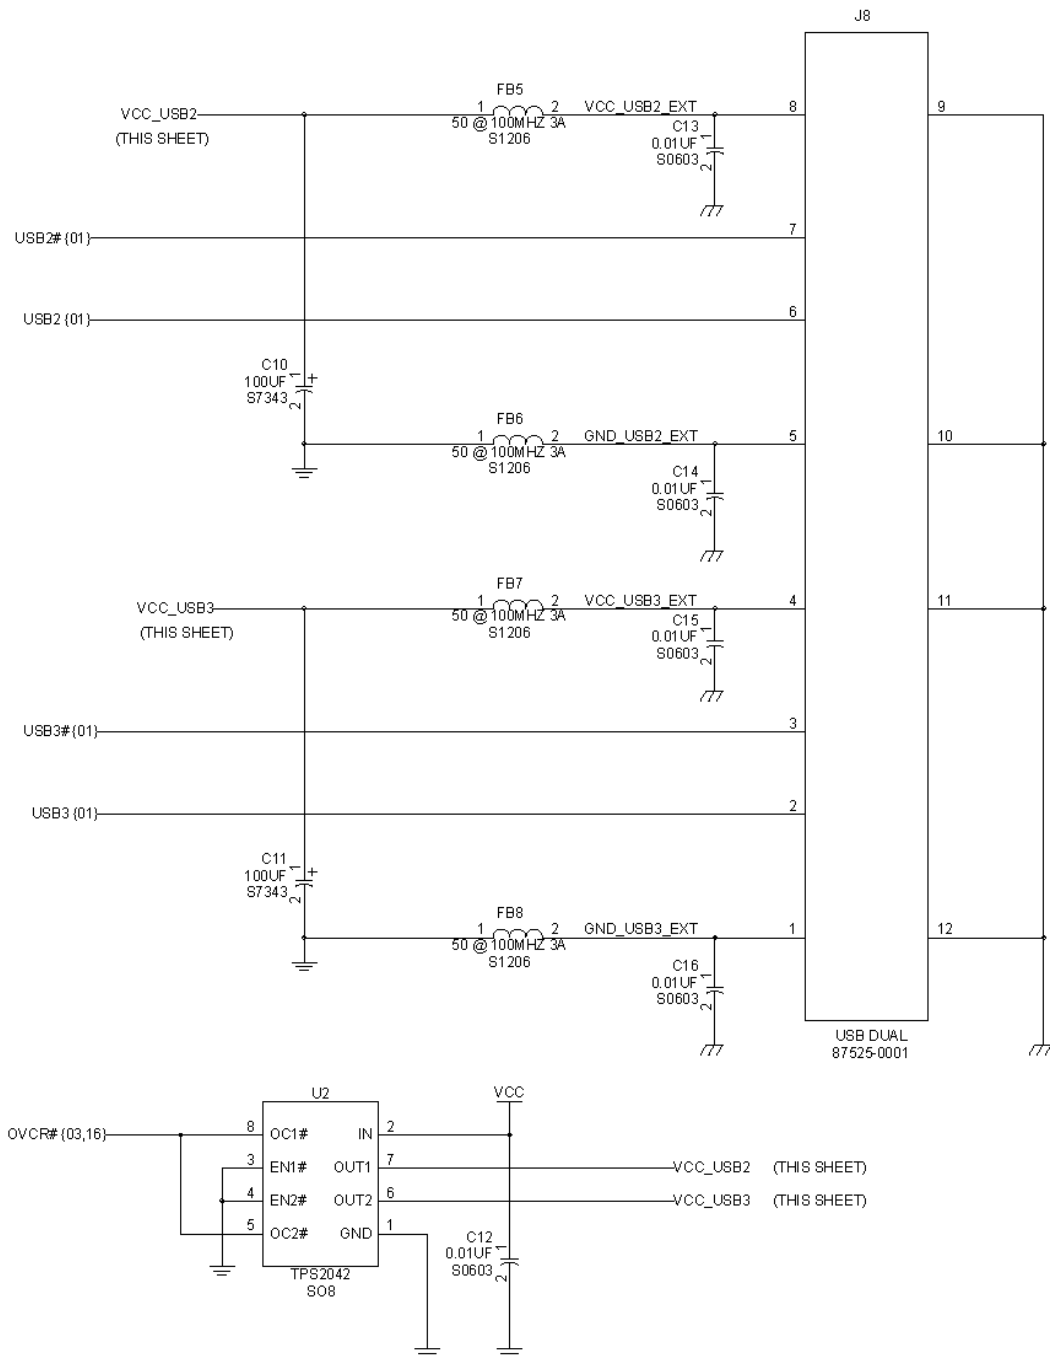 J8
FB5
1 2 VCC_USB2_EXT 8 9
VCC_USB2
50 @ 100MHZ 3A
S1206
(THIS SHEET)
C13
0.01UF 1
S0603
2
7
USB2# {01}
6
USB2 {01}
C10
100UF 1 +
S7343
2
FB6
1 2 GND_USB2_EXT 5 10
50 @ 100MHZ 3A
S1206
C14
0.01UF 1
S0603
2
FB7
1 2 VCC_USB3_EXT 4 11
VCC_USB3
50 @ 100MHZ 3A
S1206
(THIS SHEET)
C15
0.01UF 1
S0603
2
3
USB3# {01}
2
USB3 {01}
C11
100UF 1 +
S7343
2
FB8
1 2 GND_USB3_EXT 1 12
50 @ 100MHZ 3A
S1206
C16
0.01UF 1
S0603
2
USB DUAL
87525-0001
U2
VCC
OVCR# {03,16} 8 OC1# IN 2
3 EN1# OUT1 7 VCC_USB2 (THIS SHEET)
4 EN2# OUT2 6 VCC_USB3 (THIS SHEET)
5 OC2# GND 1
C12
0.01UF 1
S0603
2
TPS2042
SO8